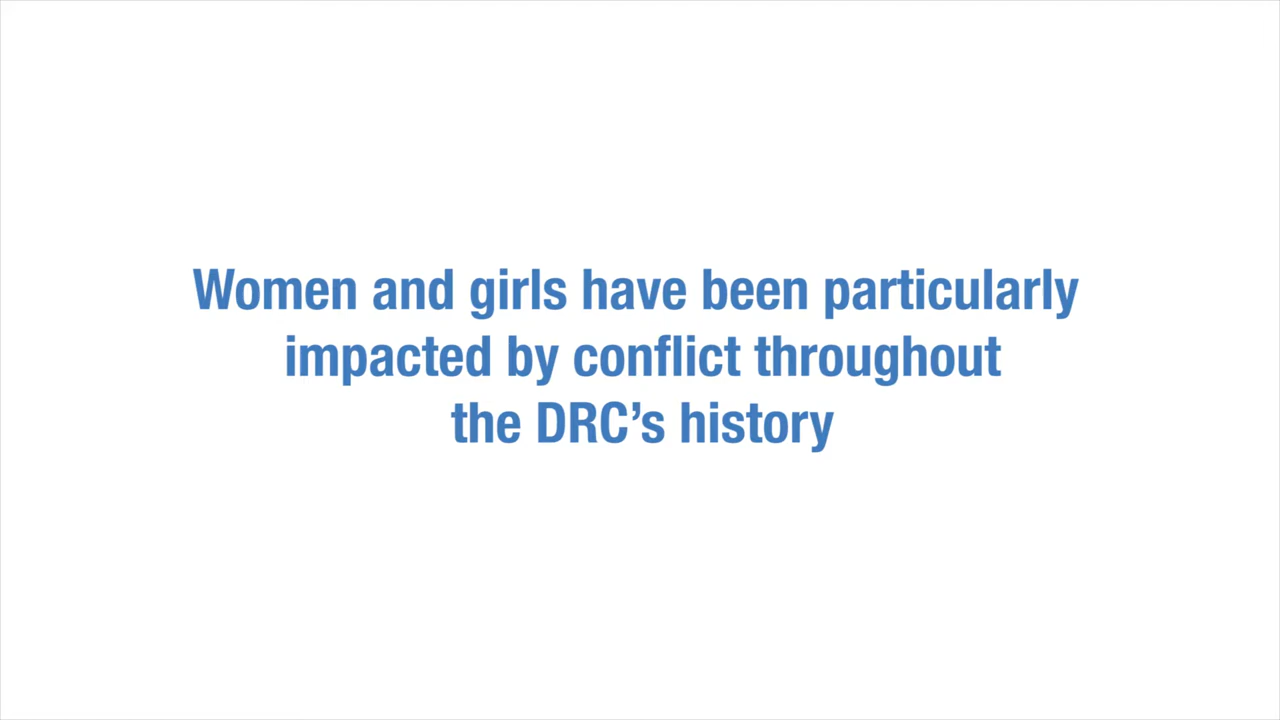 Women and girls have been particularly
impacted by conflict throughout
the DRC’s history